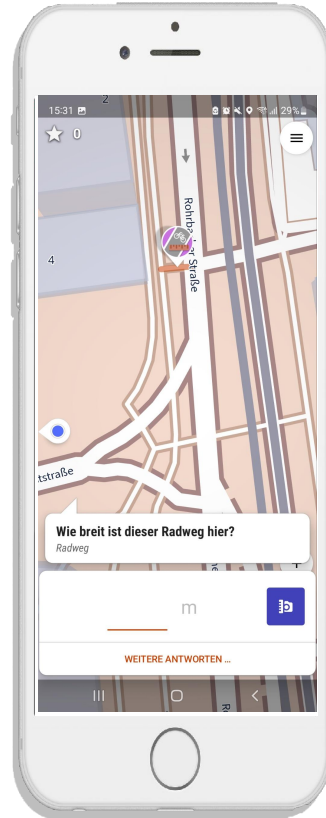 2
15:31 29%
0
4
Rohrbacher Straße
tstraße
Wie breit ist dieser Radweg hier?
Radweg
m
WEITERE ANTWORTEN …